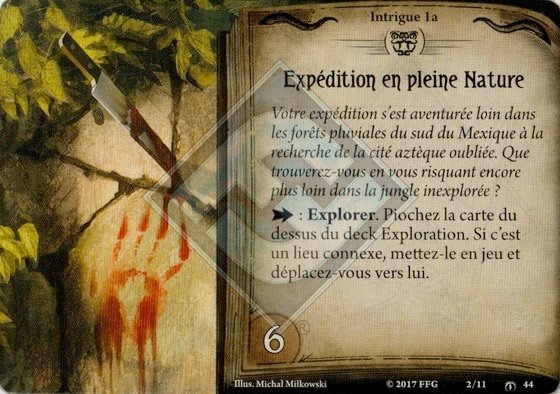 Intrigue 1a
Expédition en pleine Nature
Votre expédition s'est aventurée loin dans
les forêts pluviales du sud du Mexique à la
recherche de la cité aztèque oubliée. Que
trouverez-vous en vous risquant encore
plus loin dans la jungle inexplorée ?
: Explorer. Piochez la carte du
dessus du deck Exploration. Si c'est
un lieu connexe, mettez-le en jeu et
déplacez-vous vers lui.
6
Illus. Michał Miłkowski © 2017 FFG 2/11 44